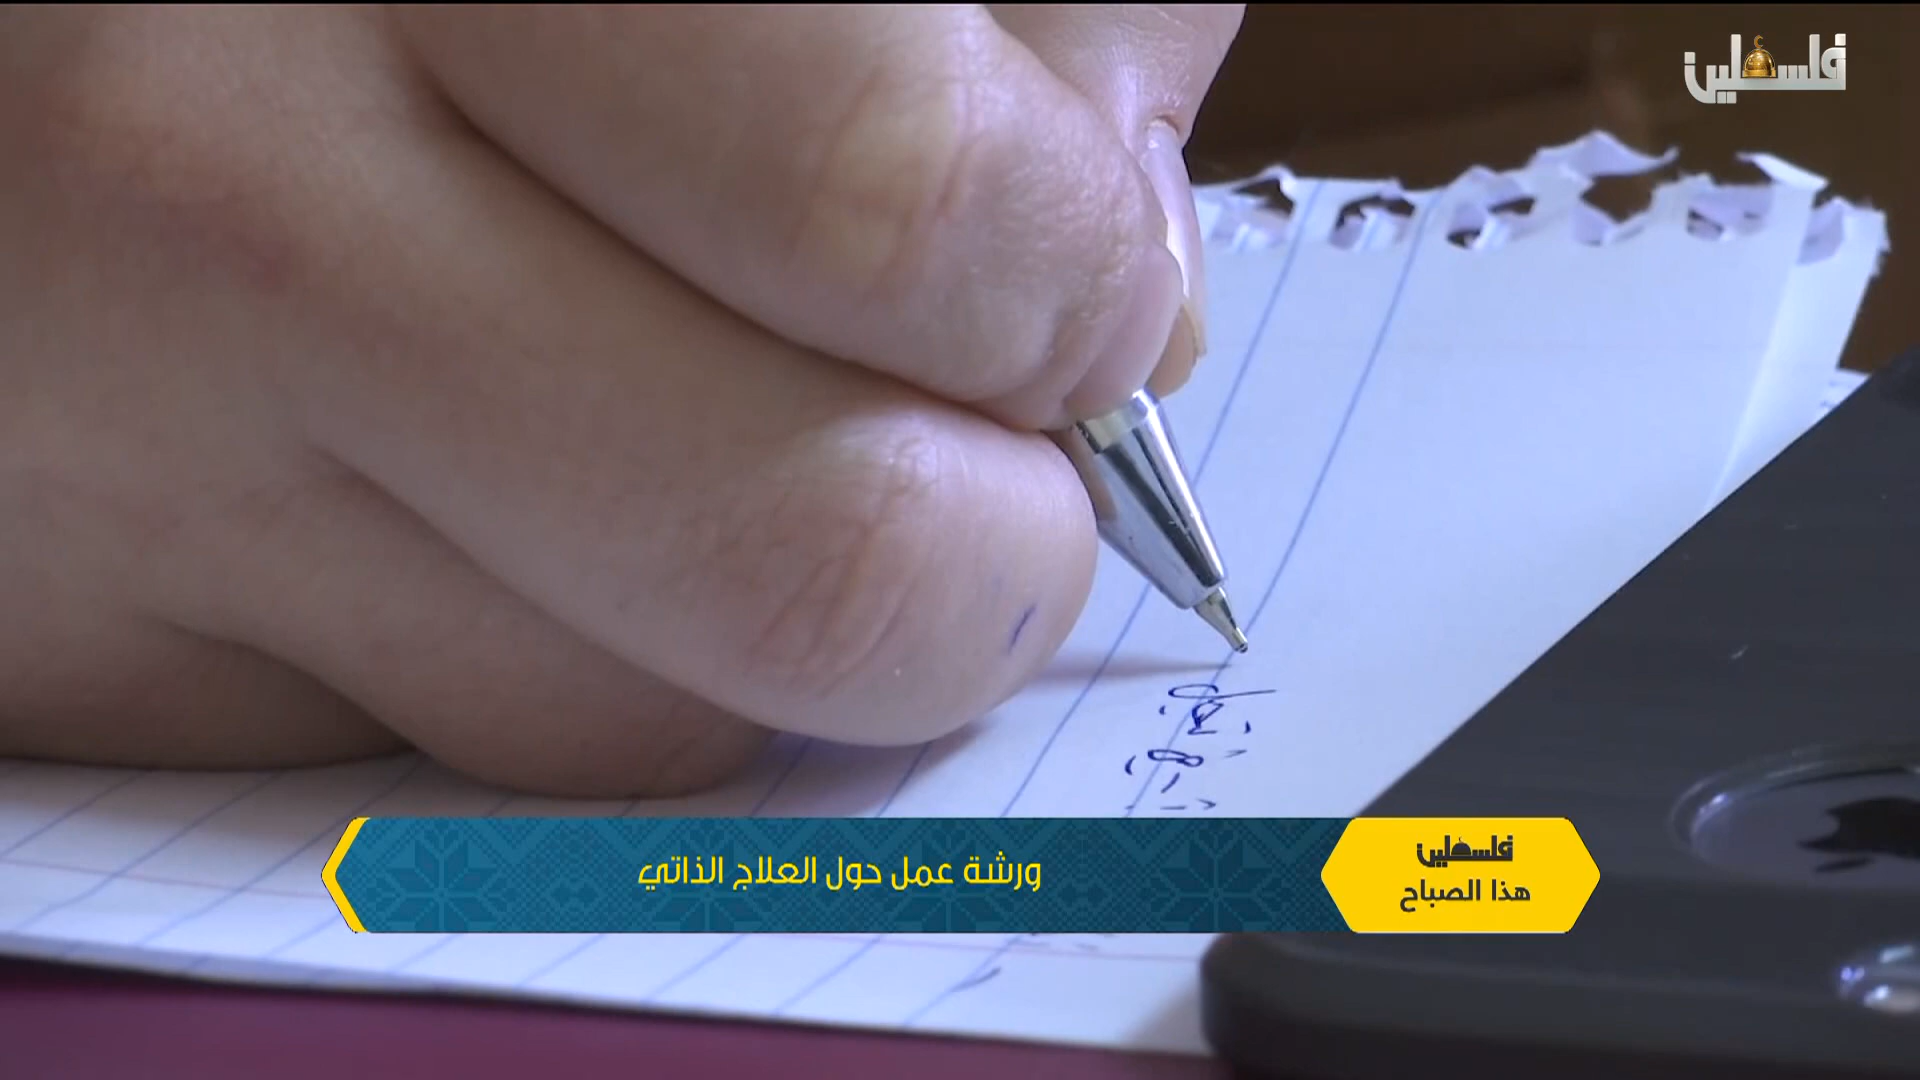 فلسطين
فلسطين
هذا الصباح
ورشة عمل حول العلاج الذاتي